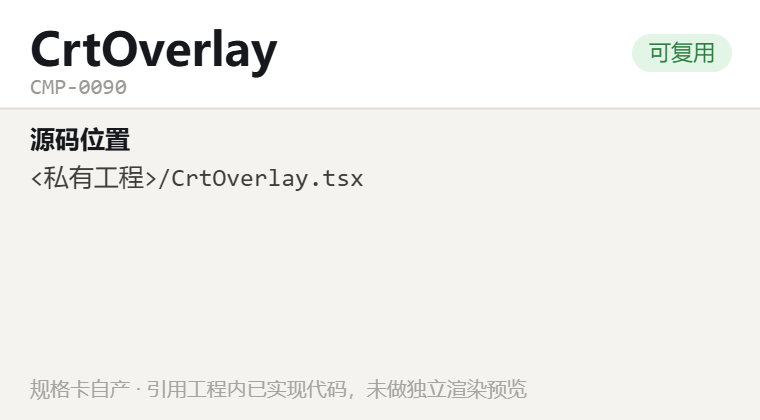 CrtOverlay
可复用
CMP-0090
源码位置
<私有工程>/CrtOverlay.tsx
规格卡自产 · 引用工程内已实现代码，未做独立渲染预览